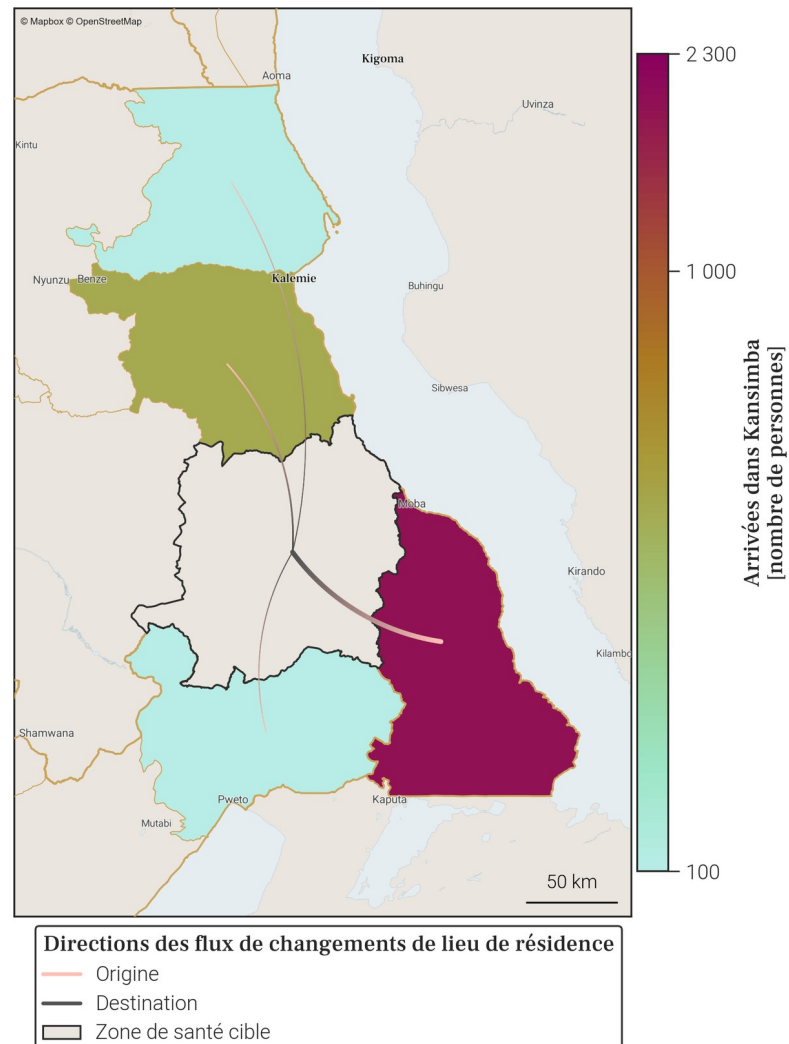 © Mapbox © OpenStreetMap
Kigoma
Aoma
Uvinza
Kintu
Nyunzu
Benze
Kalemie
Buhingu
Sibwesa
Moba
Kirando
Kilambo
Shamwana
Pweto
Kaputa
Mutabi
50 km
2 300
1 000
100
Arrivées dans Kansimba
[nombre de personnes]
Directions des flux de changements de lieu de résidence
Origine
Destination
Zone de santé cible